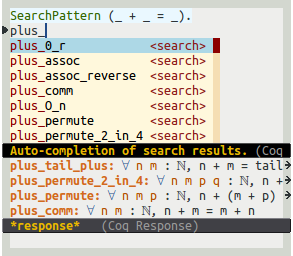 SearchPattern (_ + _ = _).
plus_
plus_0_r <search>
plus_assoc <search>
plus_assoc_reverse <search>
plus_comm <search>
plus_O_n <search>
plus_permute <search>
plus_permute_2_in_4 <search>
Auto-completion of search results. (Coq
plus_tail_plus: ∀ n m : ℕ, n + m = tail
plus_permute_2_in_4: ∀ n m p q : ℕ, n +
plus_permute: ∀ n m p : ℕ, n + (m + p)
plus_comm: ∀ n m : ℕ, n + m = m + n
*response* (Coq Response)